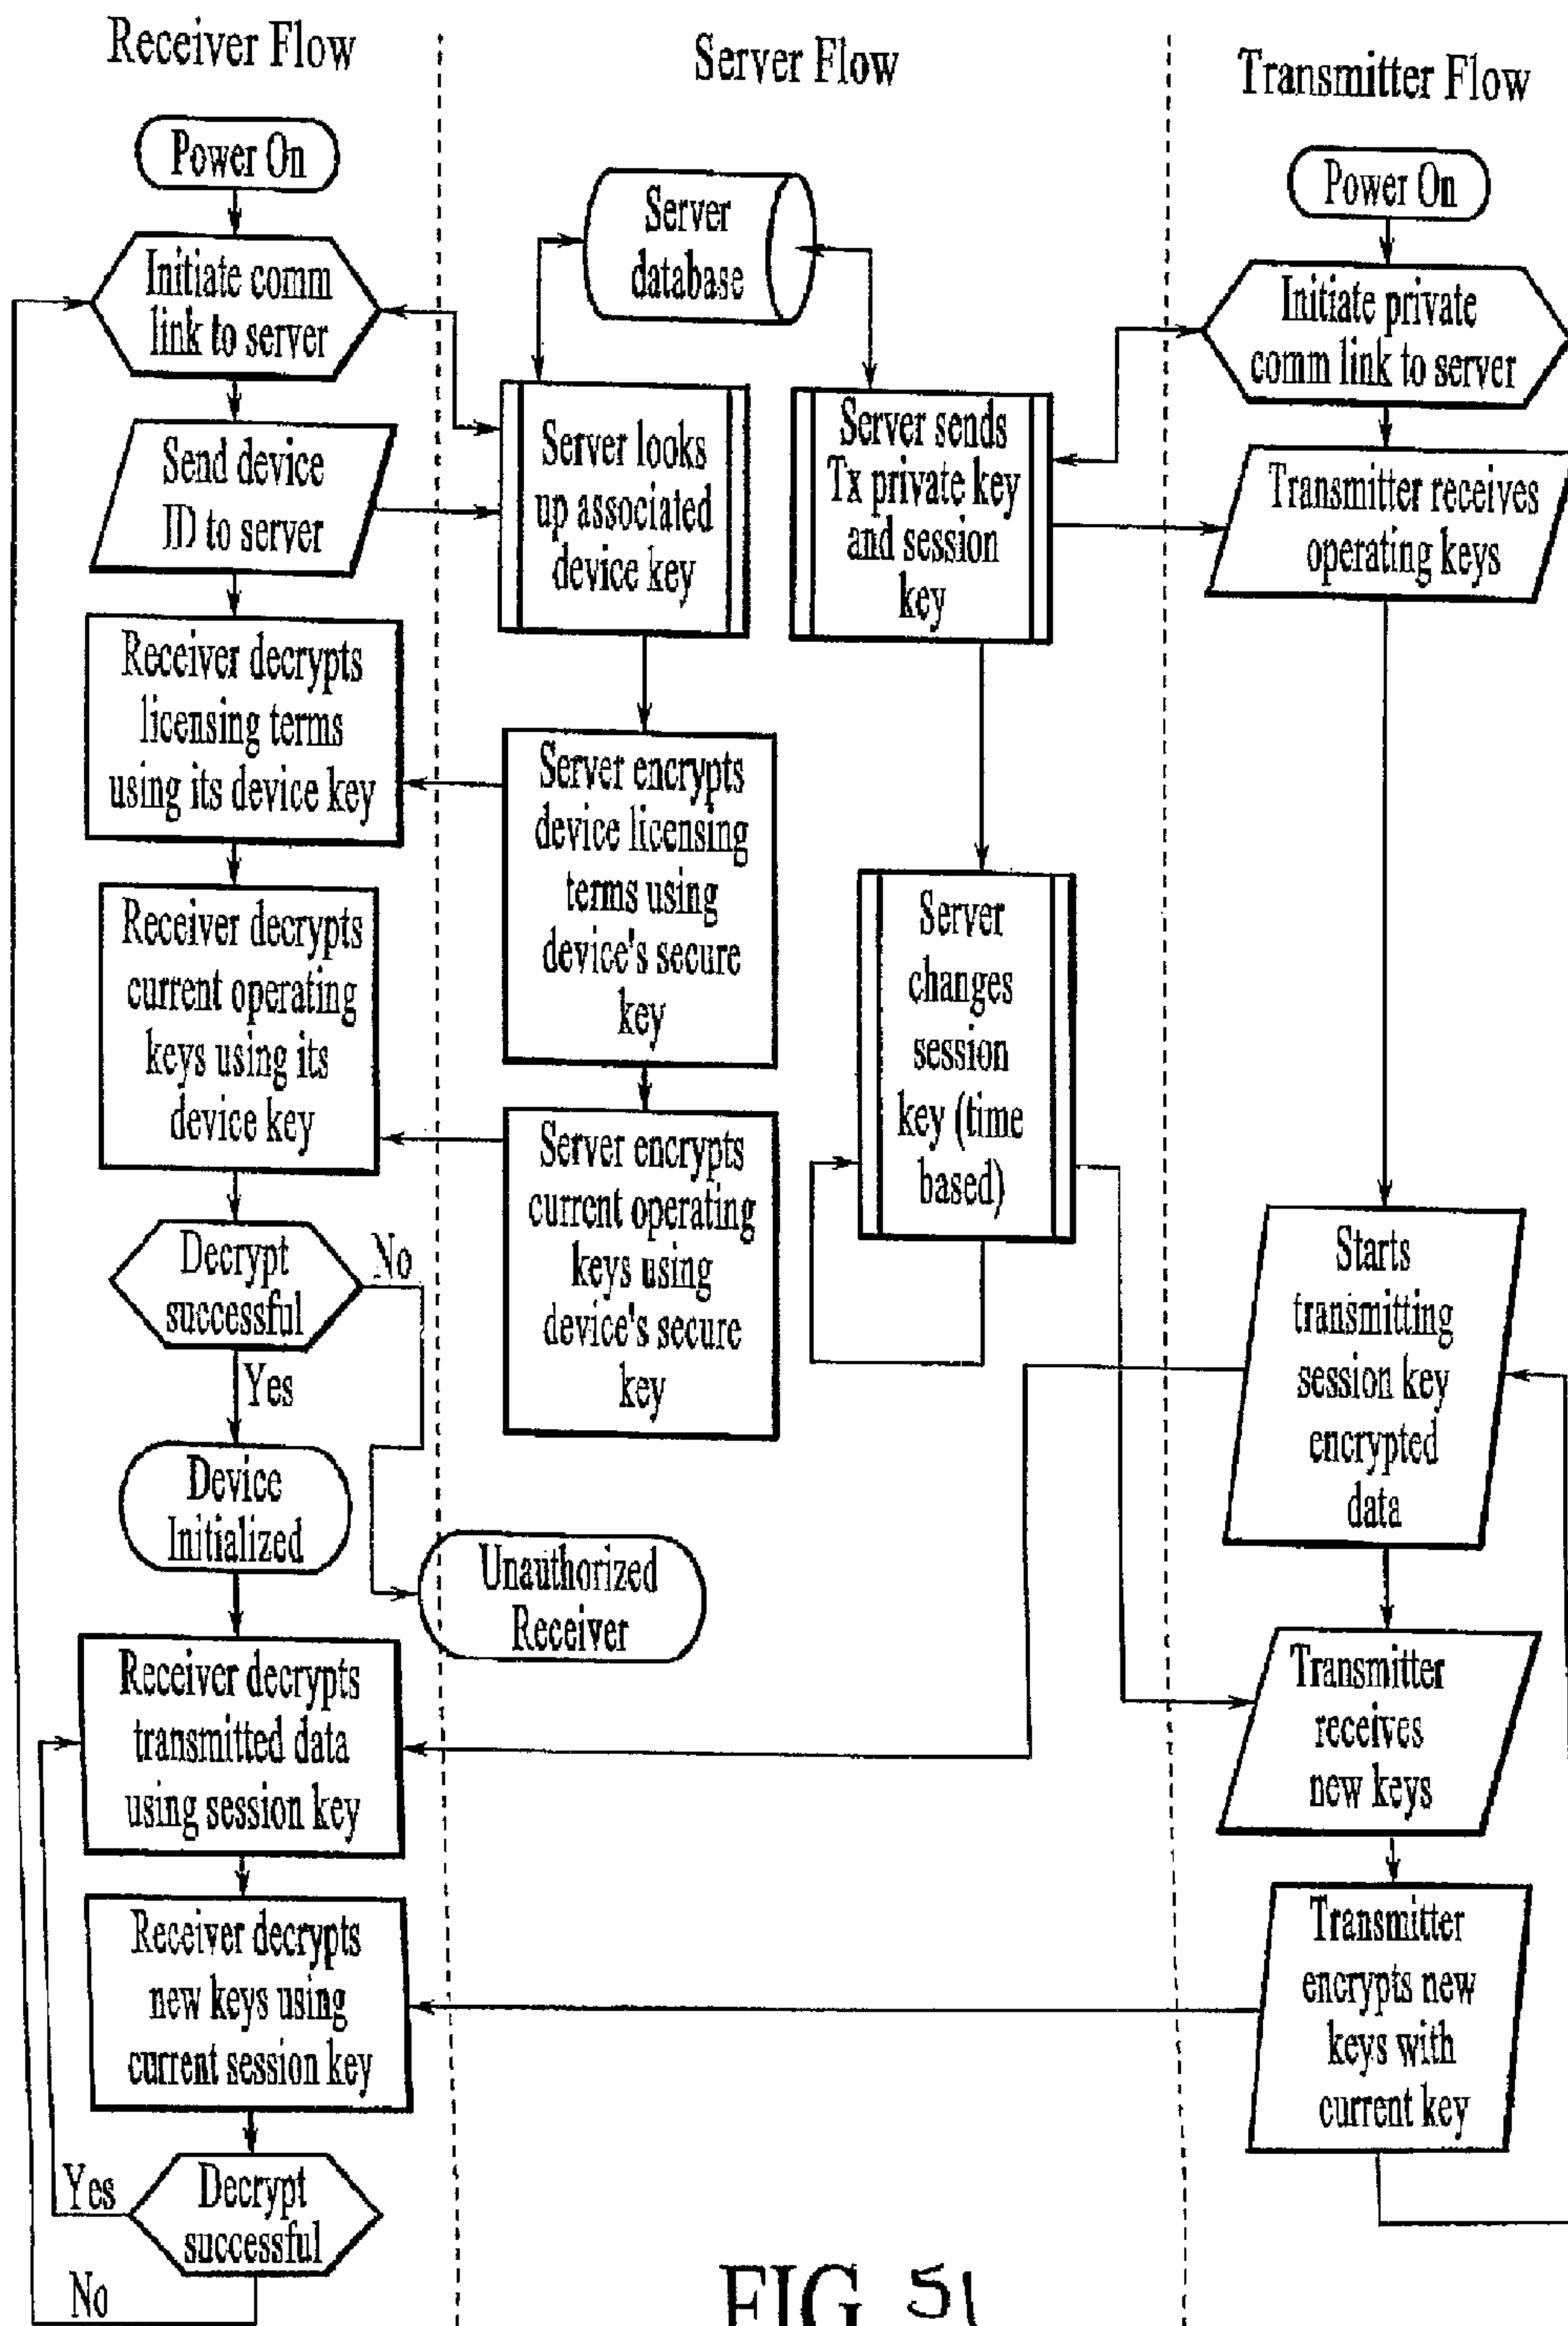 Receiver Flow
Power On
Initiate comm
link to server
Send device
ID to server
Receiver decrypts
licensing terms
using its device key
Receiver decrypts
current operating
keys using its
device key
Decrypt
successful
No
Yes
Device
Initialized
Receiver decrypts
transmitted data
using session key
Receiver decrypts
new keys using
current session key
Decrypt
successful
Yes
No
Server Flow
Server
database
Server looks
up associated
device key
Server sends
Tx private key
and session
key
Server encrypts
device licensing
terms using
device's secure
key
Server
changes
session
key (time
based)
Server encrypts
current operating
keys using
device's secure
key
Unauthorized
Receiver
Transmitter Flow
Power On
Initiate private
comm link to server
Transmitter receives
operating keys
Starts
transmitting
session key
encrypted
data
Transmitter
receives
new keys
Transmitter
encrypts new
keys with
current key
FIG 51